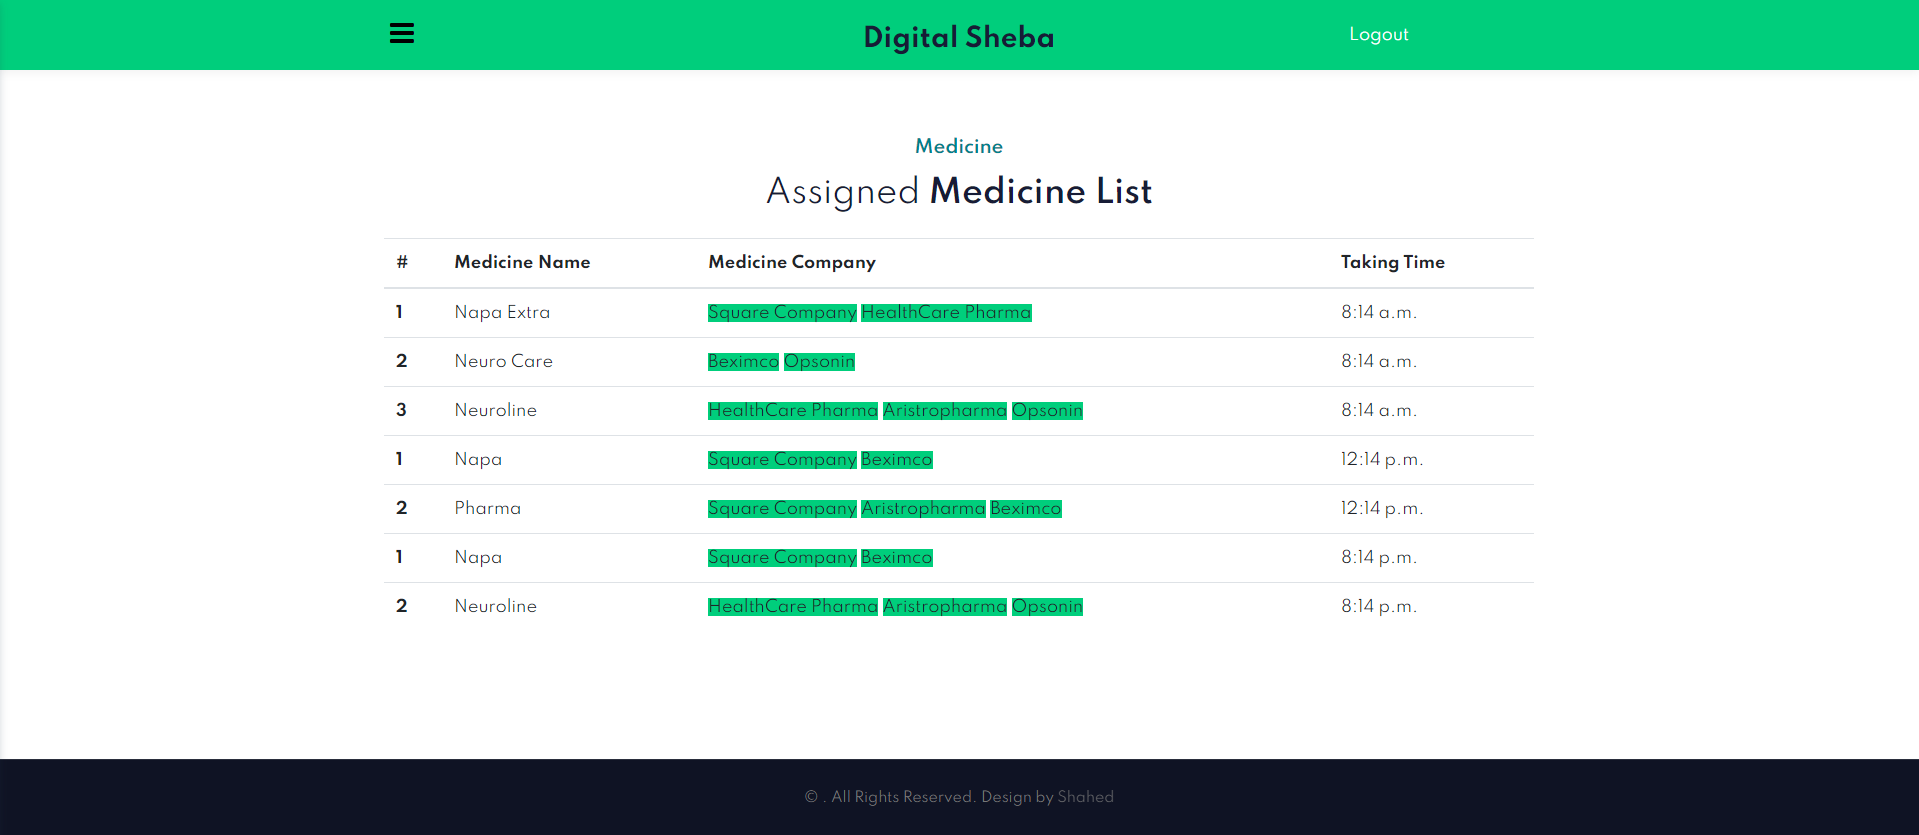 Digital Sheba Logout
Medicine
Assigned Medicine List
# Medicine Name Medicine Company Taking Time
1 Napa Extra Square Company HealthCare Pharma 8:14 a.m.
2 Neuro Care Beximco Opsonin 8:14 a.m.
3 Neuroline HealthCare Pharma Aristropharma Opsonin 8:14 a.m.
1 Napa Square Company Beximco 12:14 p.m.
2 Pharma Square Company Aristropharma Beximco 12:14 p.m.
1 Napa Square Company Beximco 8:14 p.m.
2 Neuroline HealthCare Pharma Aristropharma Opsonin 8:14 p.m.
© . All Rights Reserved. Design by Shahed